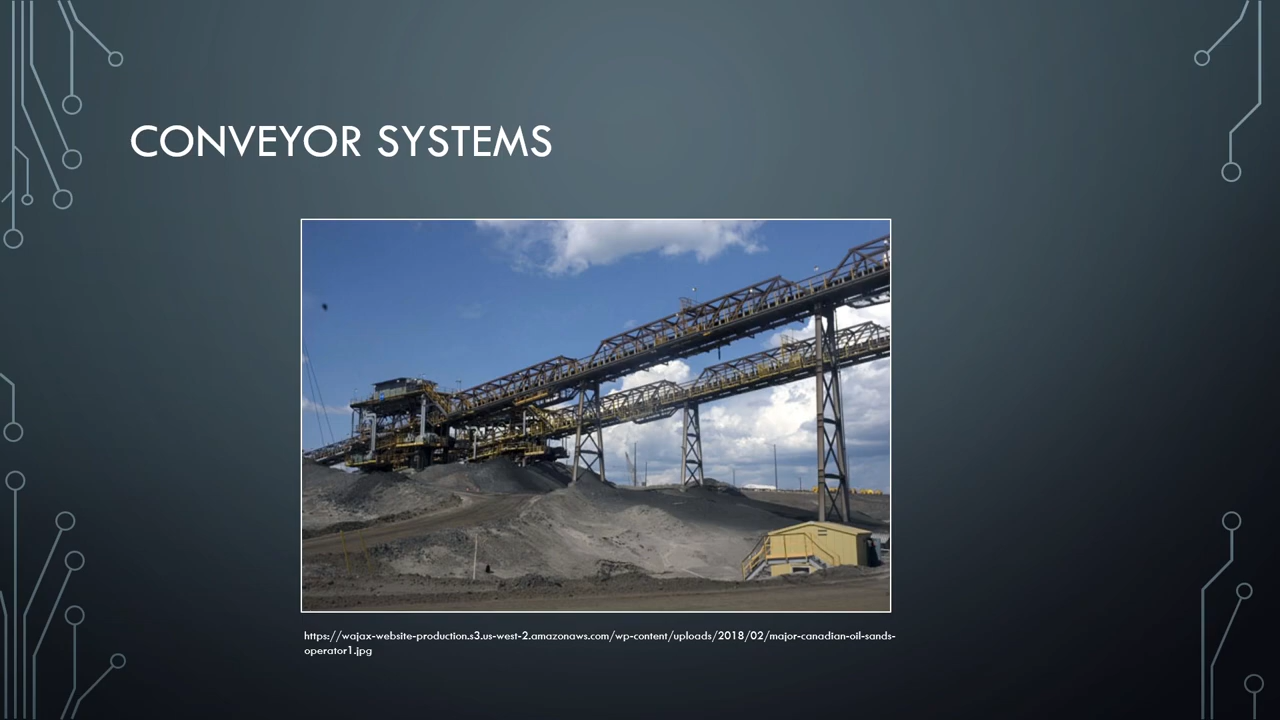 CONVEYOR SYSTEMS
https://wajax-website-production.s3.us-west-2.amazonaws.com/wp-content/uploads/2018/02/major-canadian-oil-sands-
operator1.jpg